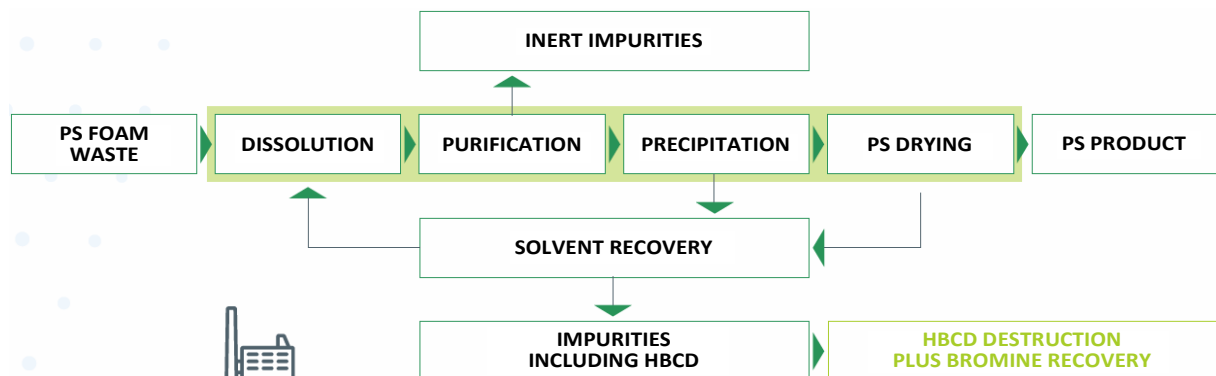 INERT IMPURITIES
PS FOAM
WASTE
DISSOLUTION
PURIFICATION
PRECIPITATION
PS DRYING
PS PRODUCT
SOLVENT RECOVERY
IMPURITIES
INCLUDING HBCD
HBCD DESTRUCTION
PLUS BROMINE RECOVERY